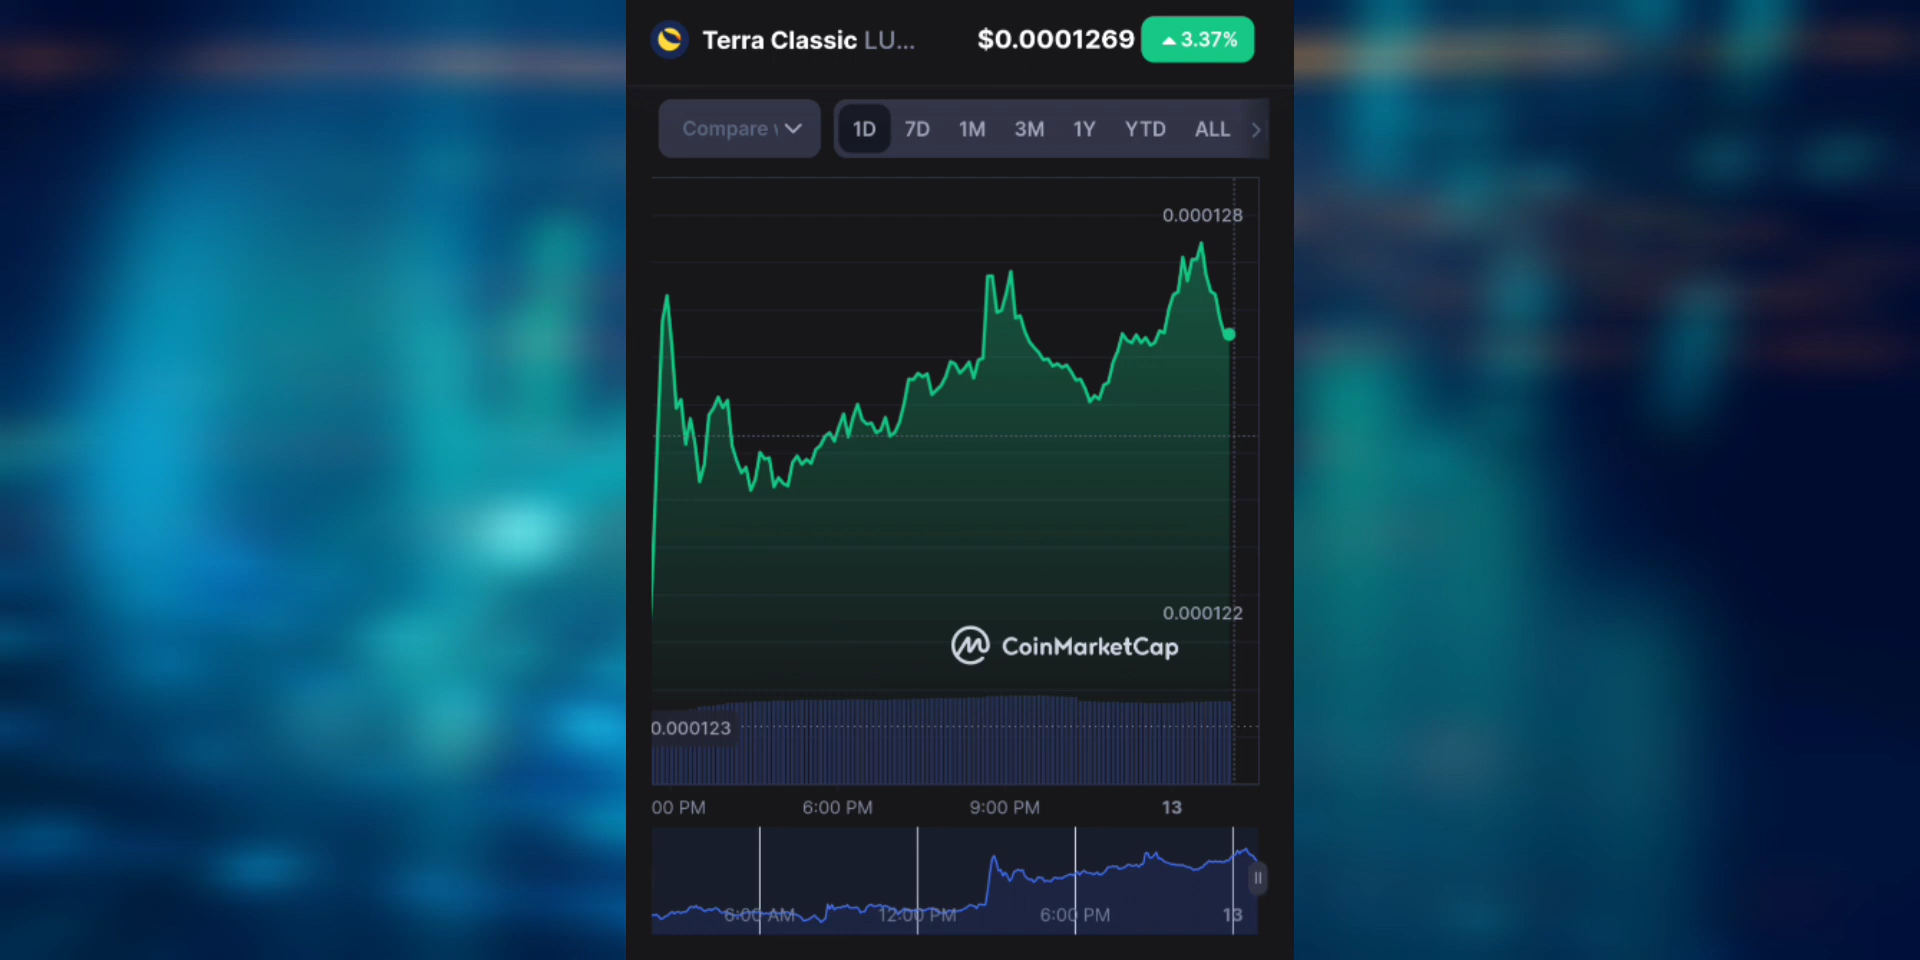 Terra Classic LU...
$0.0001269
3.37%
Compare
1D 7D 1M 3M 1Y YTD ALL
0.000128
0.000122
CoinMarketCap
0.000123
00 PM 6:00 PM 9:00 PM 13
6:00 AM 12:00 PM 6:00 PM 13